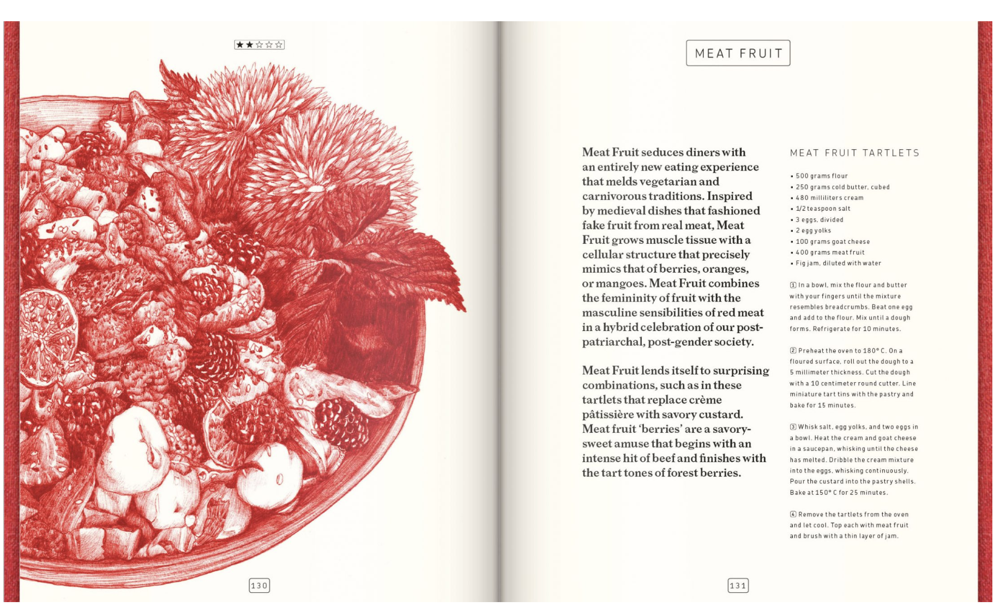 ★★☆☆☆
130
MEAT FRUIT
Meat Fruit seduces diners with
an entirely new eating experience
that melds vegetarian and
carnivorous traditions. Inspired
by medieval dishes that fashioned
fake fruit from real meat, Meat
Fruit grows muscle tissue with a
cellular structure that precisely
mimics that of berries, oranges,
or mangoes. Meat Fruit combines
the femininity of fruit with the
masculine sensibilities of red meat
in a hybrid celebration of our post-
patriarchal, post-gender society.
Meat Fruit lends itself to surprising
combinations, such as in these
tartlets that replace crème
pâtissière with savory custard.
Meat fruit ‘berries’ are a savory-
sweet amuse that begins with an
intense hit of beef and finishes with
the tart tones of forest berries.
MEAT FRUIT TARTLETS
▪ 500 grams flour
▪ 250 grams cold butter, cubed
▪ 480 milliliters cream
▪ 1/2 teaspoon salt
▪ 3 eggs, divided
▪ 2 egg yolks
▪ 100 grams goat cheese
▪ 400 grams meat fruit
▪ Fig jam, diluted with water
1 In a bowl, mix the flour and butter
with your fingers until the mixture
resembles breadcrumbs. Beat one egg
and add to the flour. Mix until a dough
forms. Refrigerate for 10 minutes.
2 Preheat the oven to 180° C. On a
floured surface, roll out the dough to a
5 millimeter thickness. Cut the dough
with a 10 centimeter round cutter. Line
miniature tart tins with the pastry and
bake for 15 minutes.
3 Whisk salt, egg yolks, and two eggs in
a bowl. Heat the cream and goat cheese
in a saucepan, whisking until the cheese
has melted. Dribble the cream mixture
into the eggs, whisking continuously.
Pour the custard into the pastry shells.
Bake at 150° C for 25 minutes.
4 Remove the tartlets from the oven
and let cool. Top each with meat fruit
and brush with a thin layer of jam.
131